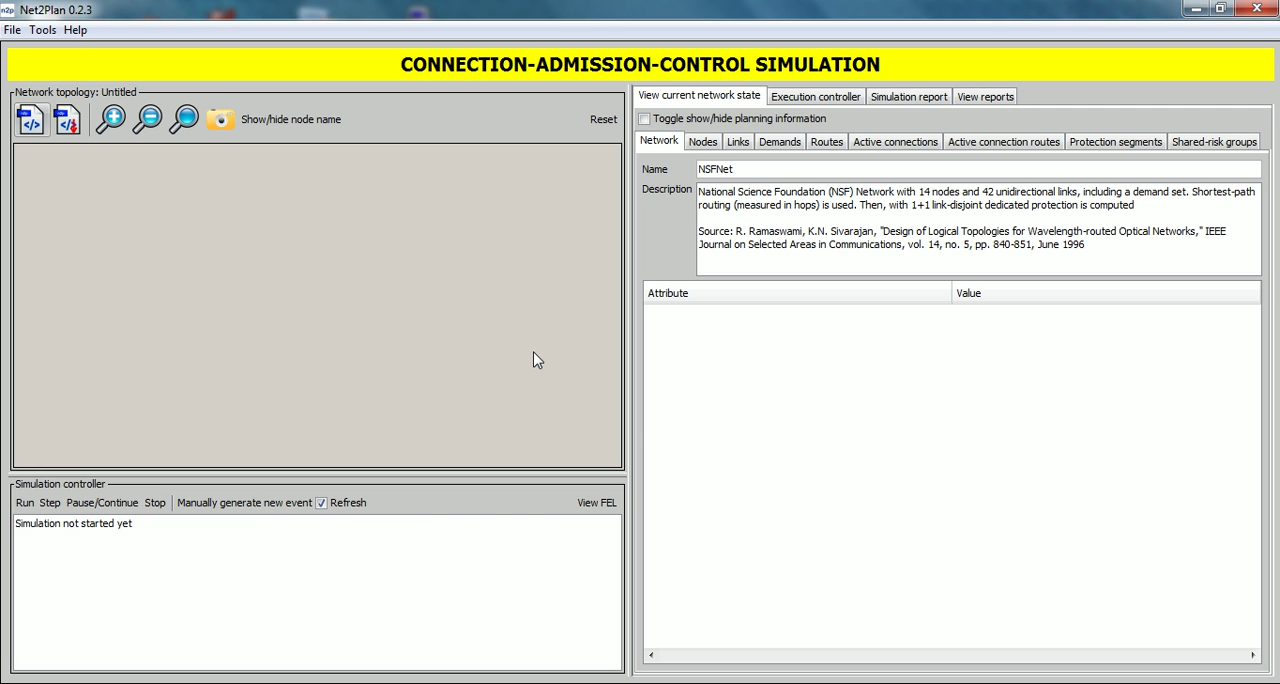 n2p Net2Plan 0.2.3
File Tools Help
CONNECTION-ADMISSION-CONTROL SIMULATION
Network topology: Untitled
Show/hide node name Reset
Simulation controller
Run Step Pause/Continue Stop Manually generate new event Refresh View FEL
Simulation not started yet
View current network state Execution controller Simulation report View reports
Toggle show/hide planning information
Network Nodes Links Demands Routes Active connections Active connection routes Protection segments Shared-risk groups
Name NSFNet
Description National Science Foundation (NSF) Network with 14 nodes and 42 unidirectional links, including a demand set. Shortest-path
routing (measured in hops) is used. Then, with 1+1 link-disjoint dedicated protection is computed
Source: R. Ramaswami, K.N. Sivarajan, "Design of Logical Topologies for Wavelength-routed Optical Networks," IEEE
Journal on Selected Areas in Communications, vol. 14, no. 5, pp. 840-851, June 1996
Attribute Value